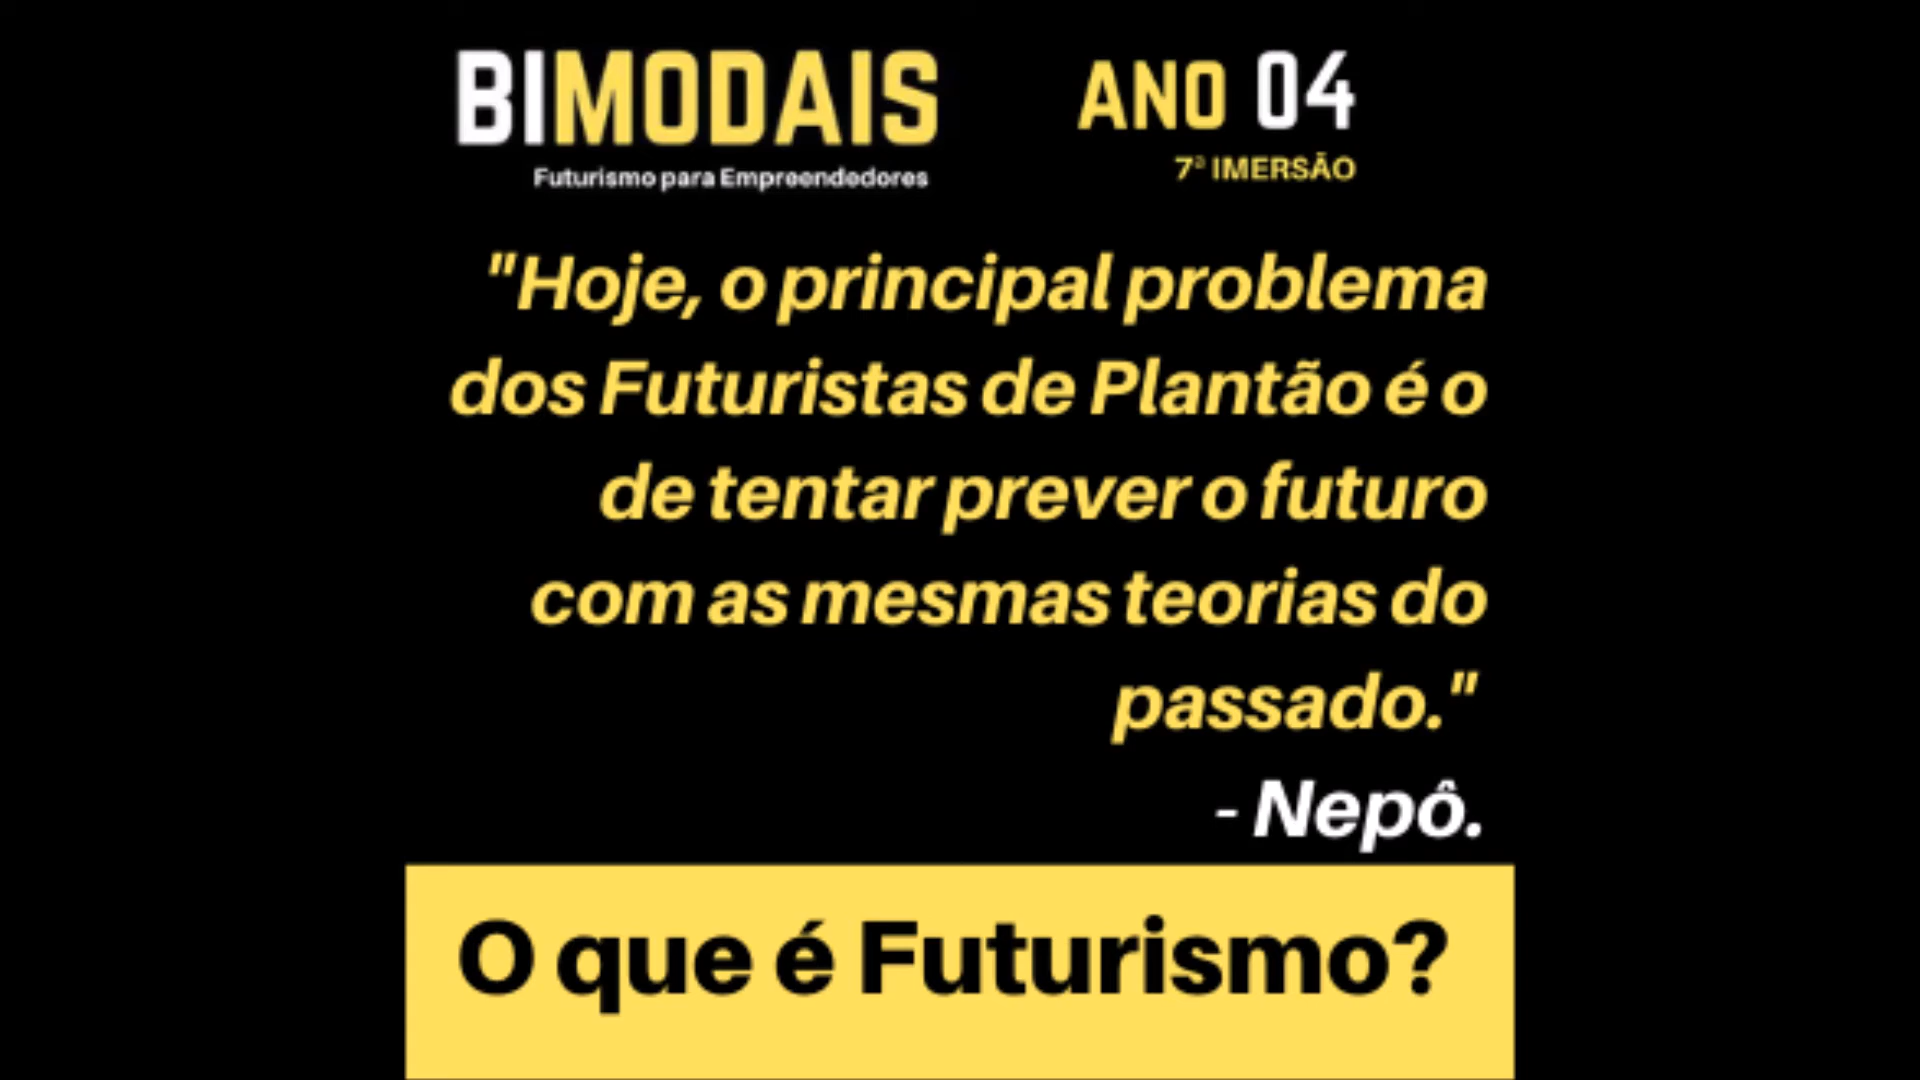 BIMODAIS
Futurismo para Empreendedores
ANO 04
7ª IMERSÃO
"Hoje, o principal problema
dos Futuristas de Plantão é o
de tentar prever o futuro
com as mesmas teorias do
passado."
- Nepô.
O que é Futurismo?